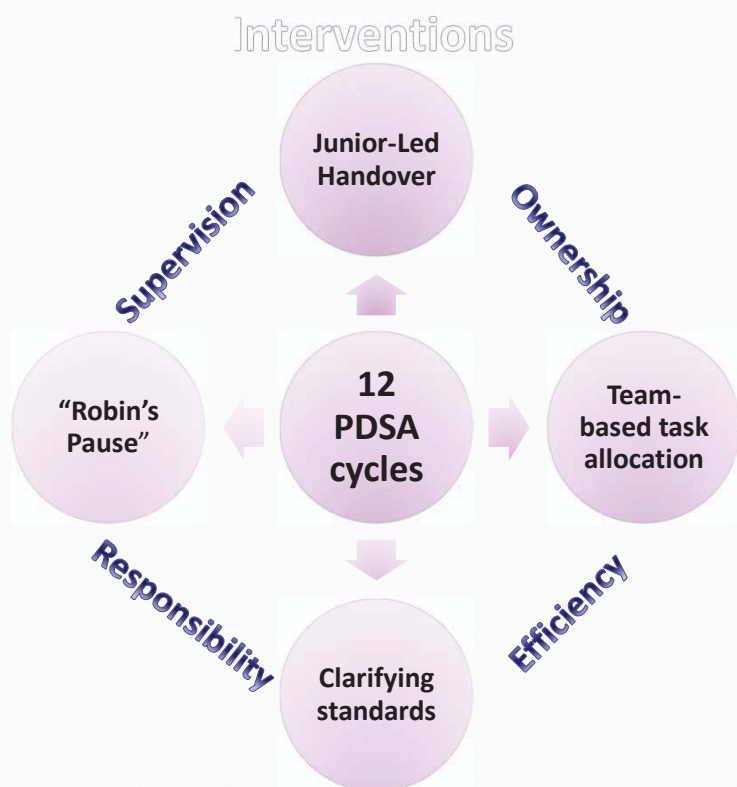 Interventions
Junior-Led
Handover
Supervision
Ownership
“Robin’s
Pause”
12
PDSA
cycles
Team-
based task
allocation
Responsibility
Efficiency
Clarifying
standards